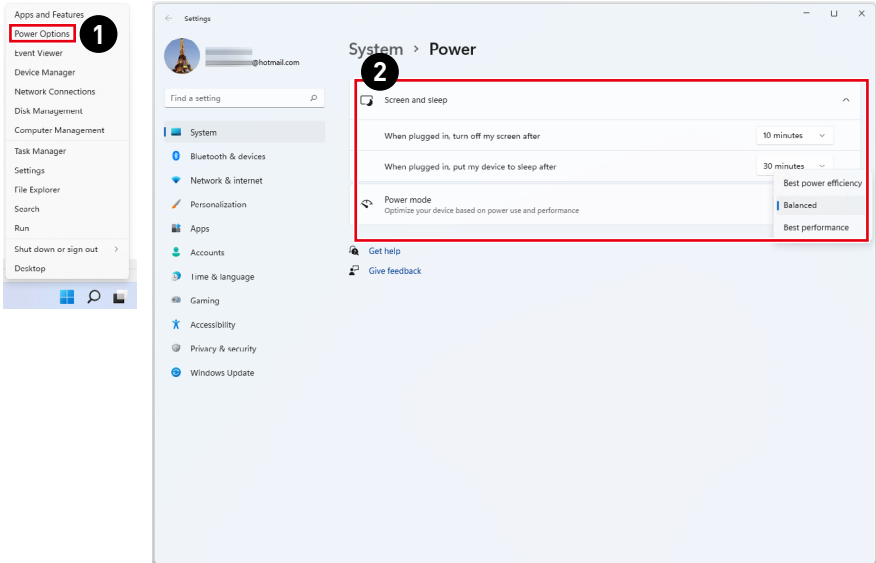 Apps and Features
Power Options
1
Event Viewer
Device Manager
Network Connections
Disk Management
Computer Management
Task Manager
Settings
File Explorer
Search
Run
Shut down or sign out
Desktop
Settings
@hotmail.com
Find a setting
System
Bluetooth & devices
Network & internet
Personalization
Apps
Accounts
Time & language
Gaming
Accessibility
Privacy & security
Windows Update
System > Power
2
Screen and sleep
When plugged in, turn off my screen after 10 minutes
When plugged in, put my device to sleep after 30 minutes
Power mode
Optimize your device based on power use and performance
Best power efficiency
Balanced
Best performance
Get help
Give feedback